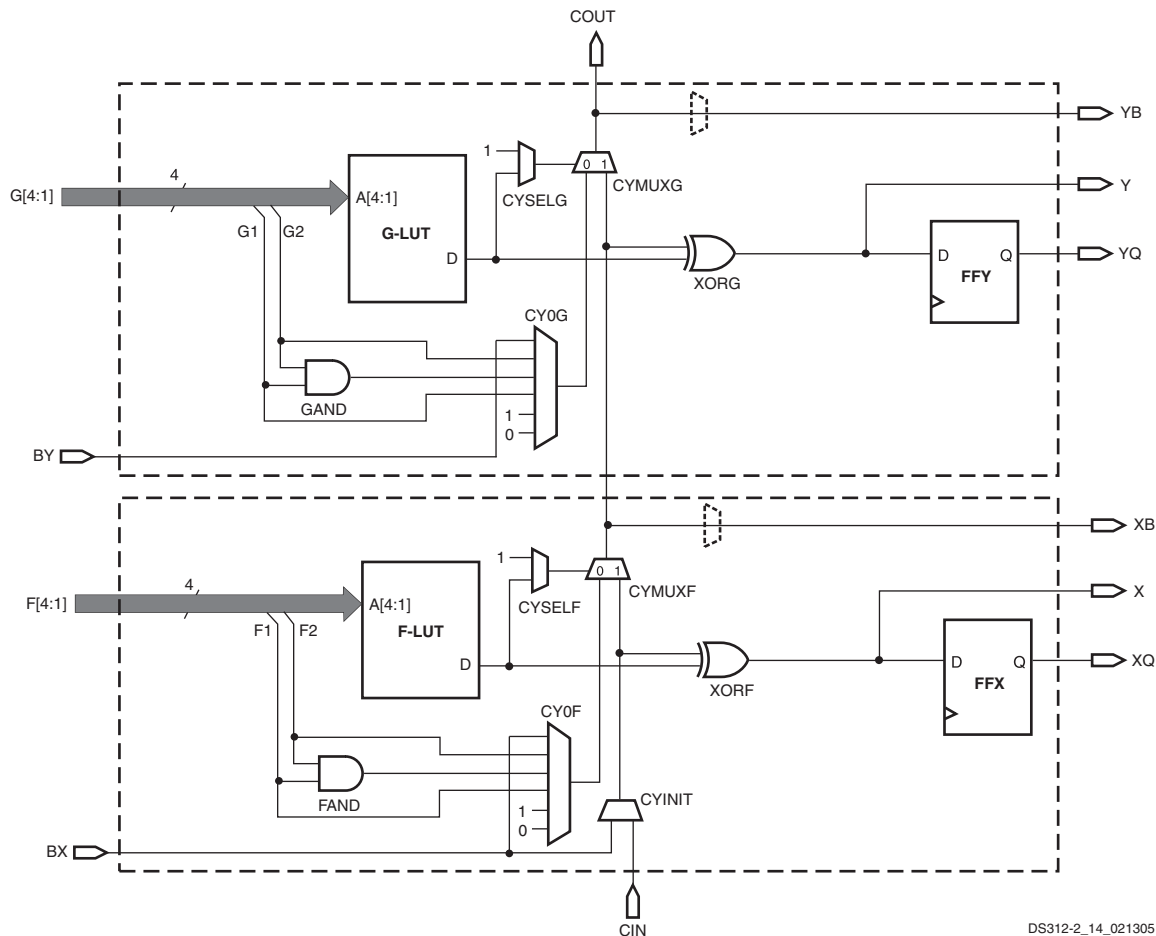 COUT
YB
4
1
0 1
CYMUXG
CYSELG
Y
G[4:1]
A[4:1]
G1
G2
G-LUT
D
XORG
D
Q
FFY
YQ
CY0G
GAND
1
0
BY
XB
4
1
0 1
CYMUXF
CYSELF
X
F[4:1]
A[4:1]
F1
F2
F-LUT
D
XORF
D
Q
FFX
XQ
CY0F
FAND
1
0
CYINIT
BX
CIN
DS312-2_14_021305